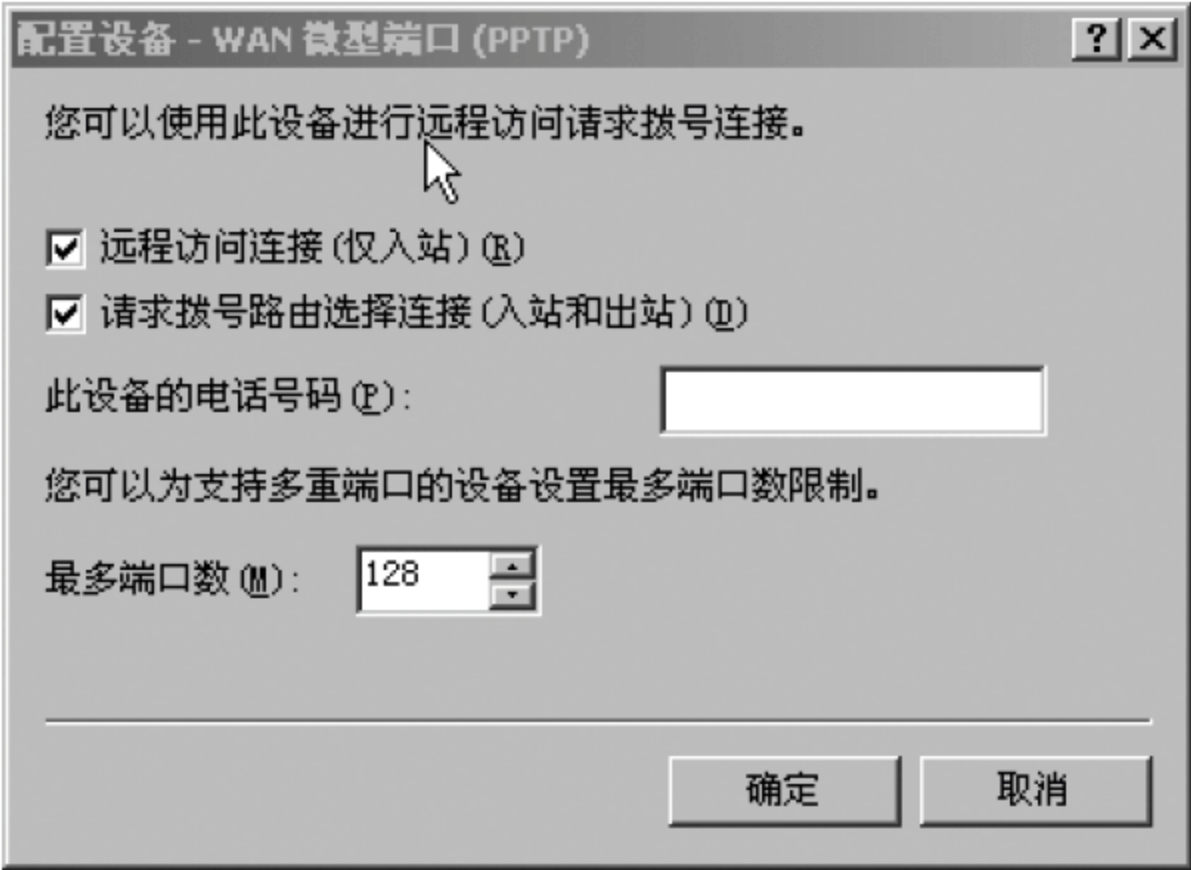 配置设备 - WAN 微型端口 (PPTP)
您可以使用此设备进行远程访问请求拨号连接。
远程访问连接(仅入站)(R)
请求拨号路由选择连接(入站和出站)(D)
此设备的电话号码(P):
您可以为支持多重端口的设备设置最多端口数限制。
最多端口数(M): 128
确定 取消